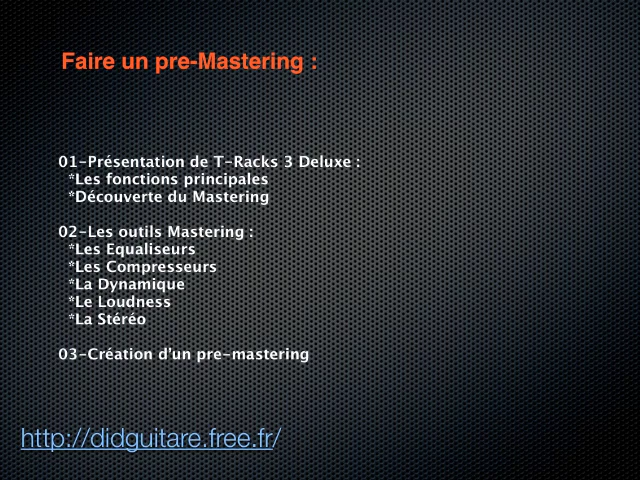 Faire un pre-Mastering :
01-Présentation de T-Racks 3 Deluxe :
*Les fonctions principales
*Découverte du Mastering
02-Les outils Mastering :
*Les Equaliseurs
*Les Compresseurs
*La Dynamique
*Le Loudness
*La Stéréo
03-Création d'un pre-mastering
http://didguitare.free.fr/